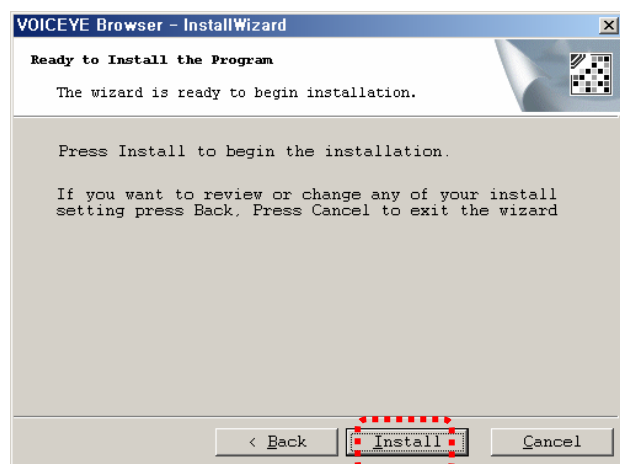 VOICEYE Browser - Install₩izard
Ready to Install the Program
The wizard is ready to begin installation.
Press Install to begin the installation.
If you want to review or change any of your install
setting press Back, Press Cancel to exit the wizard
< Back
Install
Cancel